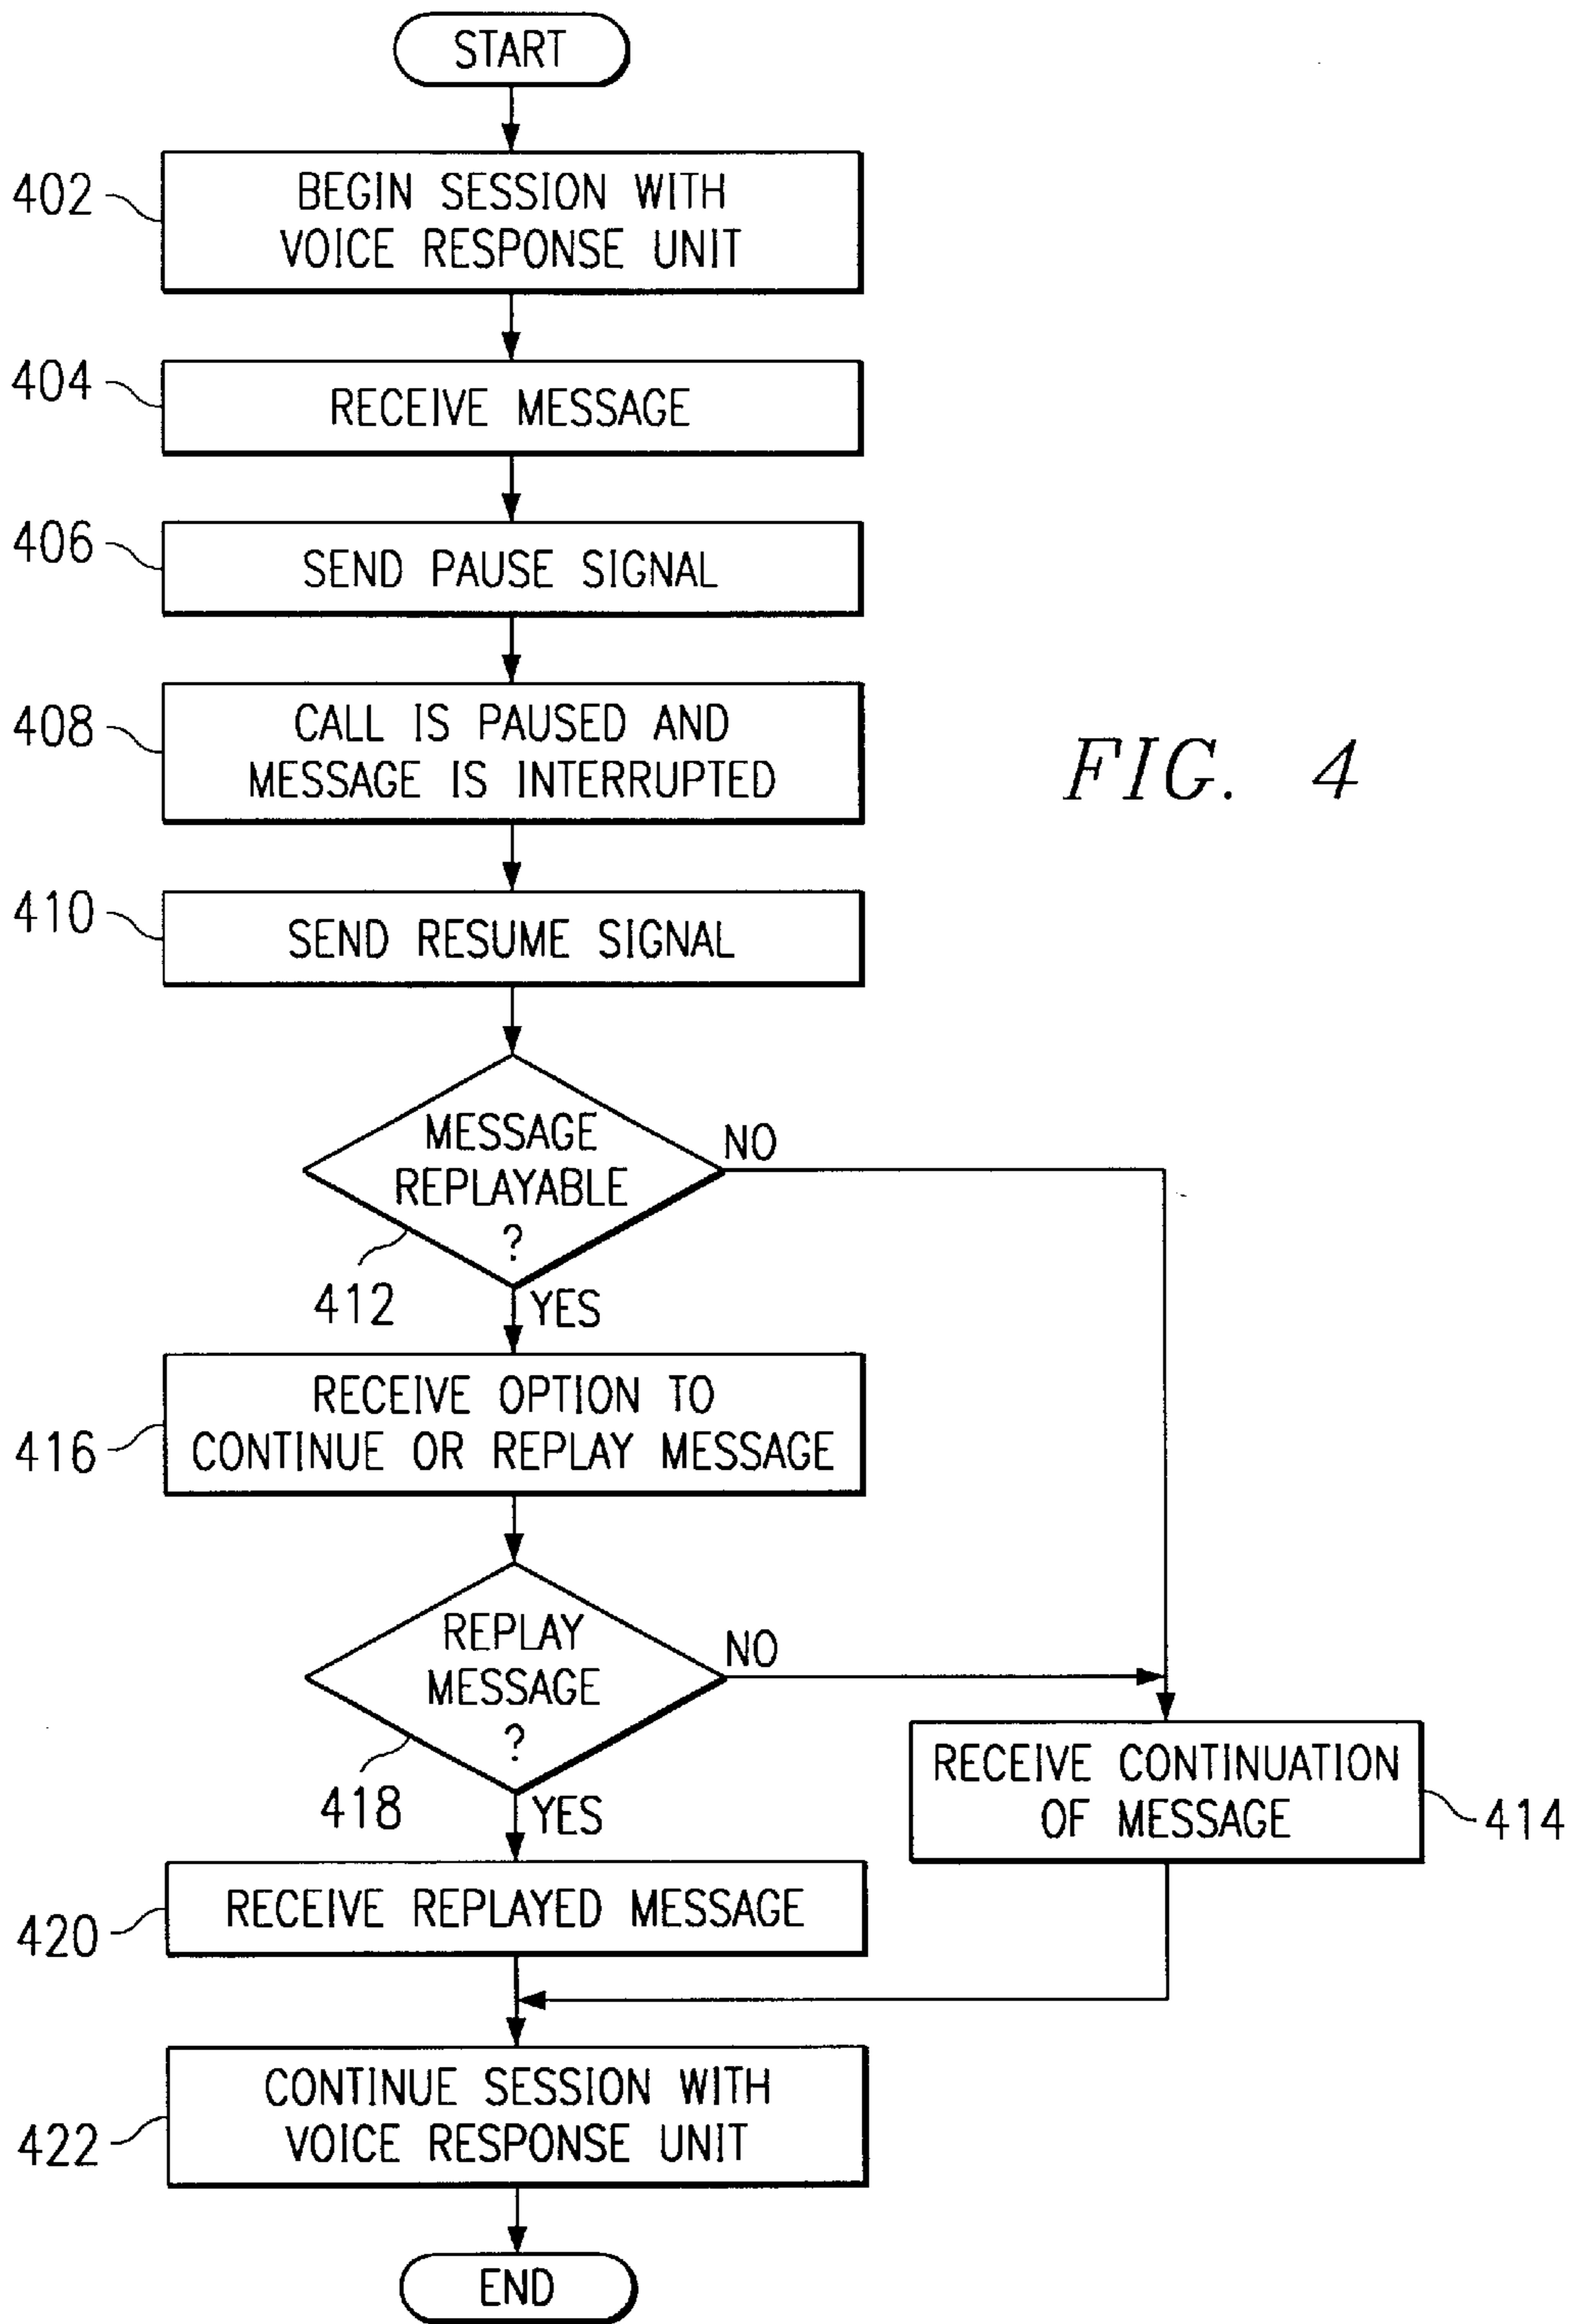 START
402
BEGIN SESSION WITH
VOICE RESPONSE UNIT
404
RECEIVE MESSAGE
406
SEND PAUSE SIGNAL
408
CALL IS PAUSED AND
MESSAGE IS INTERRUPTED
FIG. 4
410
SEND RESUME SIGNAL
MESSAGE
REPLAYABLE
?
NO
412
YES
416
RECEIVE OPTION TO
CONTINUE OR REPLAY MESSAGE
REPLAY
MESSAGE
?
NO
418
YES
RECEIVE CONTINUATION
OF MESSAGE
414
420
RECEIVE REPLAYED MESSAGE
422
CONTINUE SESSION WITH
VOICE RESPONSE UNIT
END